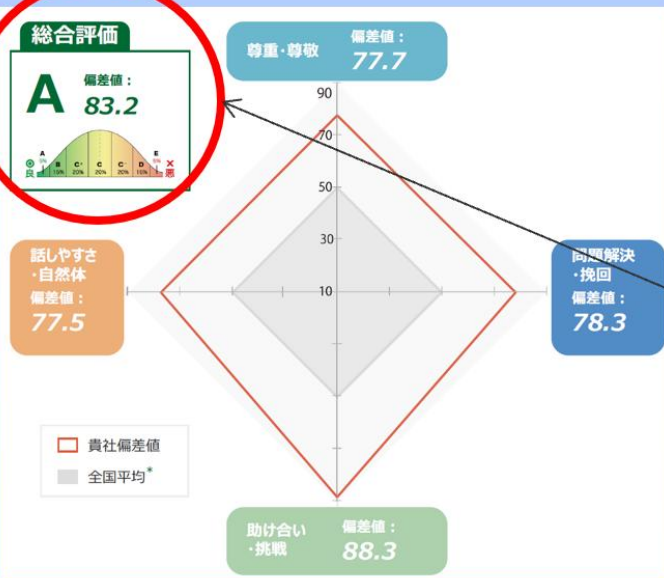 総合評価
A
偏差値：
83.2
◎
良
A
5%
B
10%
C⁺
20%
C
20%
C⁻
20%
D
15%
E
5%
×
悪
尊重・尊敬
偏差値：
77.7
90
70
50
30
10
話しやすさ
・自然体
偏差値：
77.5
問題解決
・挽回
偏差値：
78.3
貴社偏差値
全国平均*
助け合い
・挑戦
偏差値：
88.3